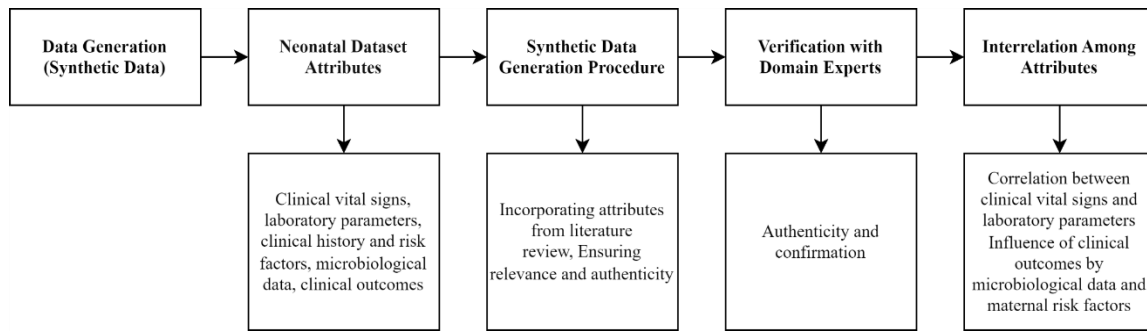 Data Generation
(Synthetic Data)
Neonatal Dataset
Attributes
Synthetic Data
Generation Procedure
Verification with
Domain Experts
Interrelation Among
Attributes
Clinical vital signs,
laboratory parameters,
clinical history and risk
factors, microbiological
data, clinical outcomes
Incorporating attributes
from literature
review, Ensuring
relevance and authenticity
Authenticity and
confirmation
Correlation between
clinical vital signs and
laboratory parameters
Influence of clinical
outcomes by
microbiological data and
maternal risk factors